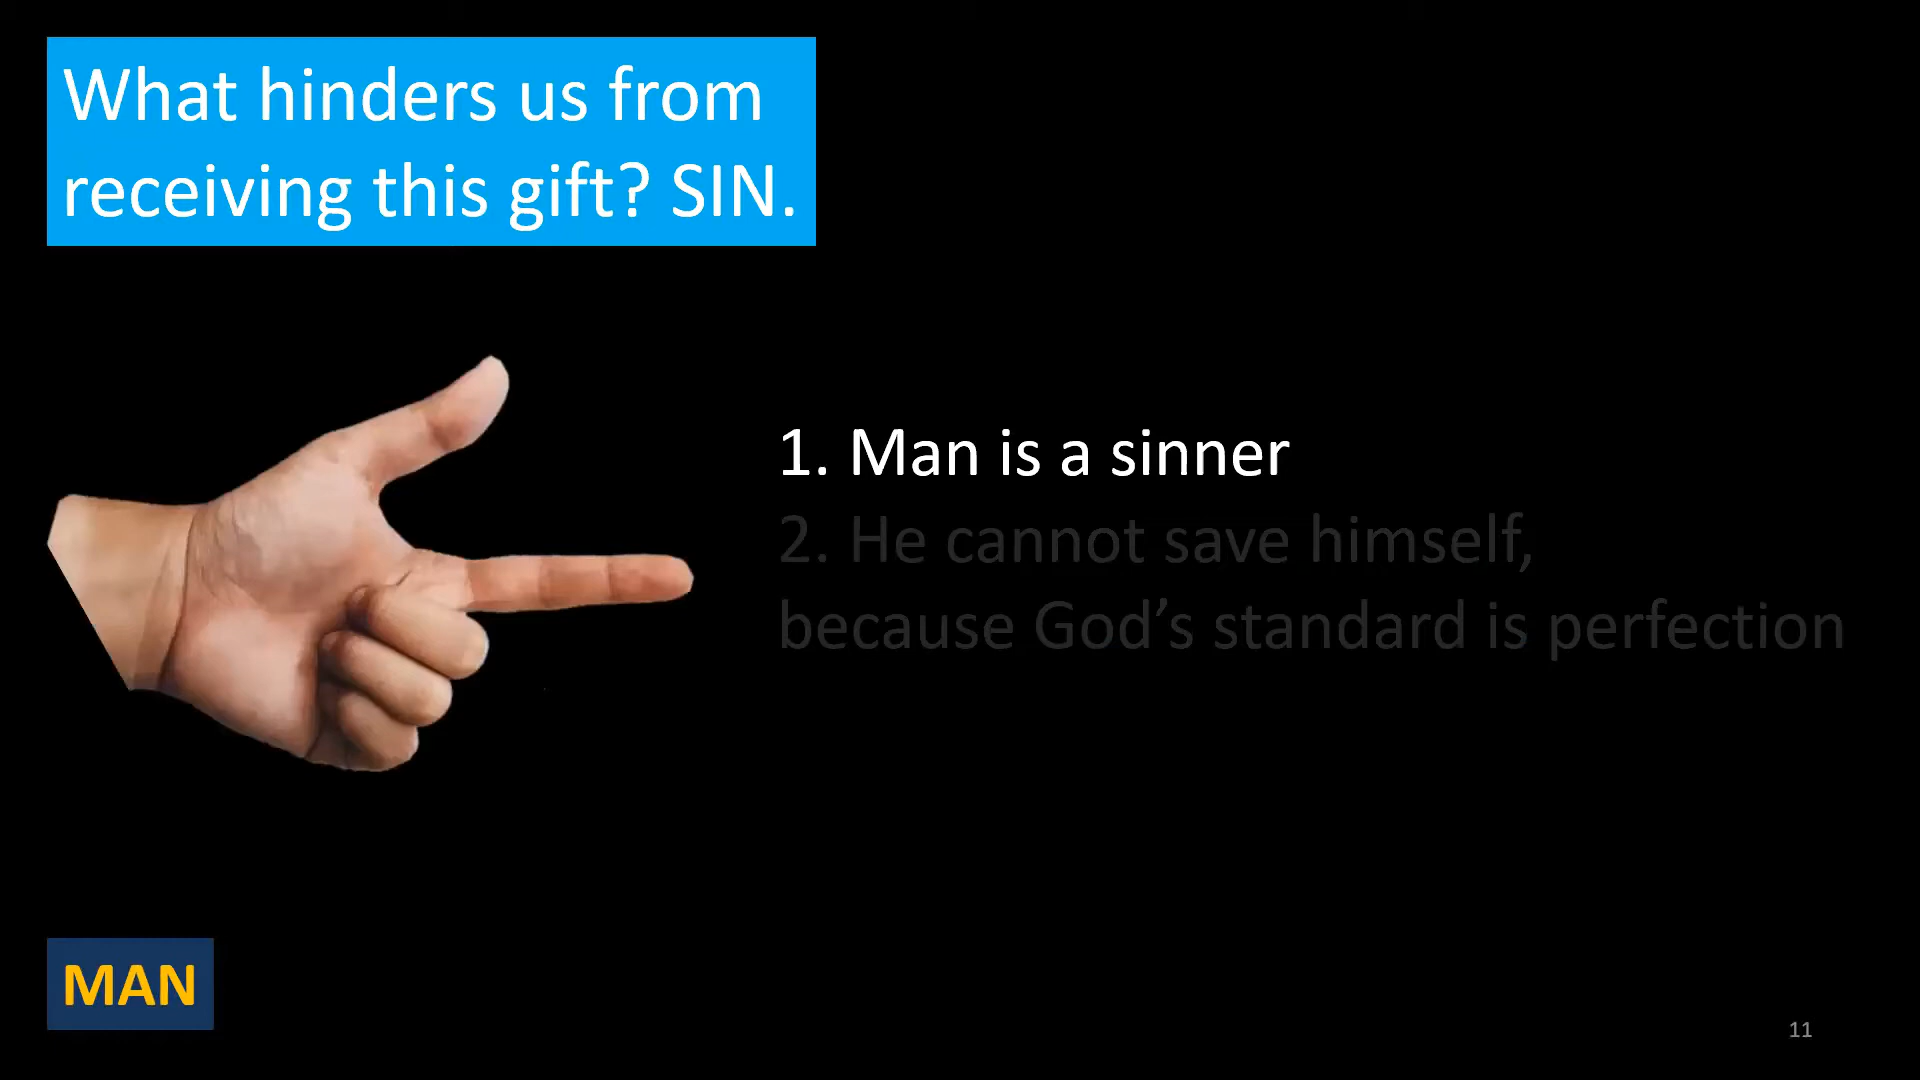 What hinders us from
receiving this gift? SIN.
1. Man is a sinner
2. He cannot save himself,
because God’s standard is perfection
MAN
11